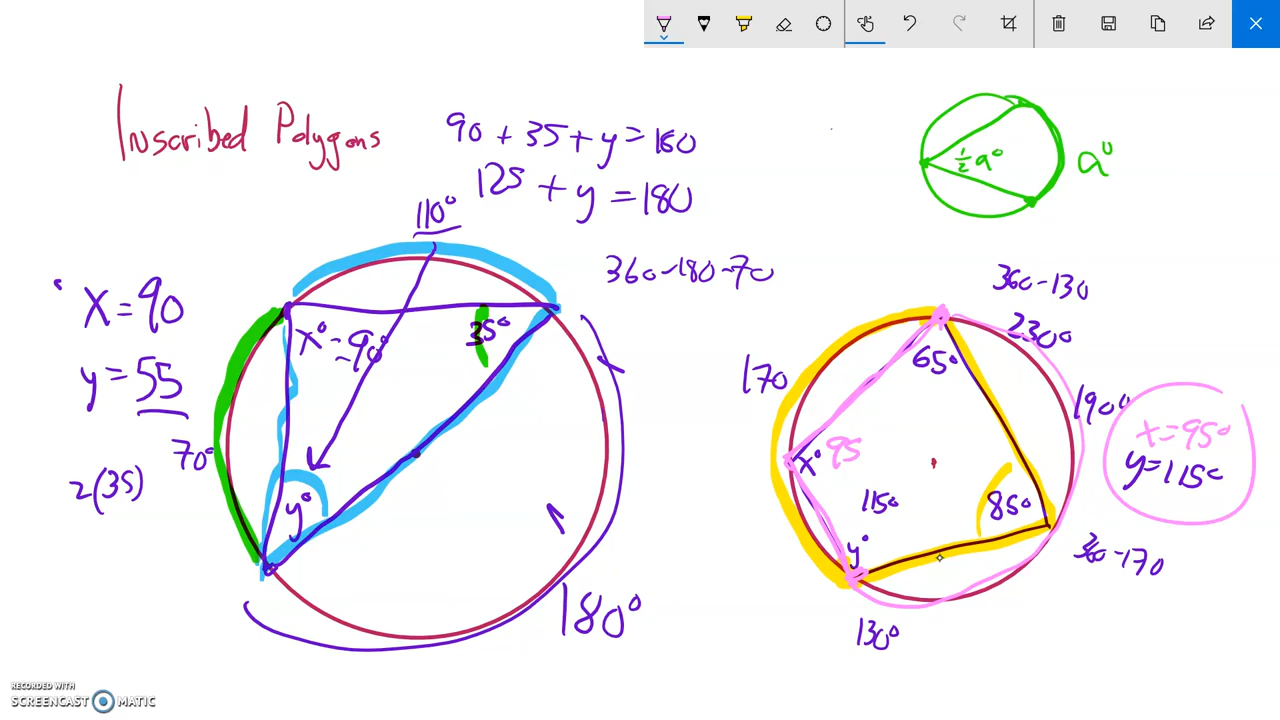 Inscribed Polygons
90 + 35 + y = 180
125 + y = 180
110°
360-180-70
x = 90
y = 55
2(35)
70°
x° - 90°
35°
y°
180°
½a°
a°
360-130
230°
170
65°
190°
x° 95
115°
85°
y°
130°
360-170
x=95°
y=115°
RECORDED WITH
SCREENCAST MATIC